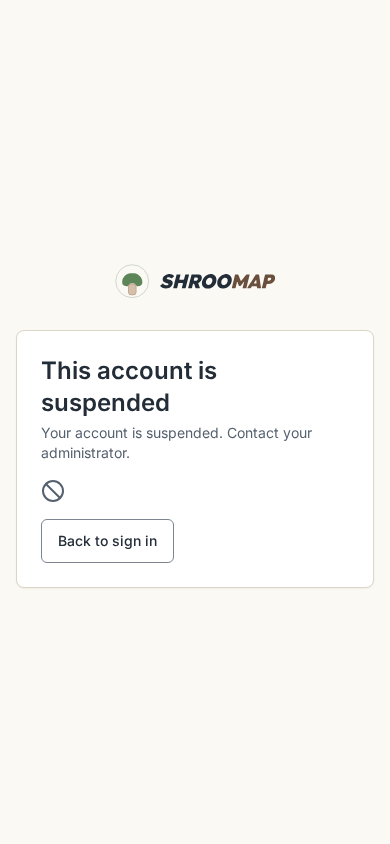 SHROOMAP
This account is
suspended
Your account is suspended. Contact your
administrator.
Back to sign in